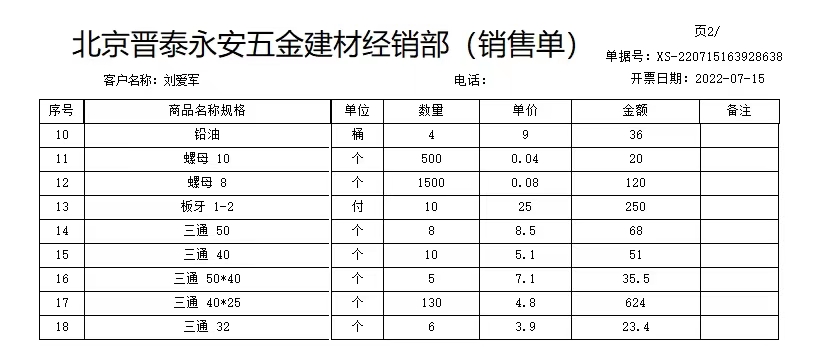 北京晋泰永安五金建材经销部（销售单）
页2/
单据号：XS-220715163928638
客户名称：刘爱军 电话： 开票日期：2022-07-15
序号 商品名称规格 单位 数量 单价 金额 备注
10 铅油 桶 4 9 36
11 螺母 10 个 500 0.04 20
12 螺母 8 个 1500 0.08 120
13 板牙 1-2 付 10 25 250
14 三通 50 个 8 8.5 68
15 三通 40 个 10 5.1 51
16 三通 50*40 个 5 7.1 35.5
17 三通 40*25 个 130 4.8 624
18 三通 32 个 6 3.9 23.4